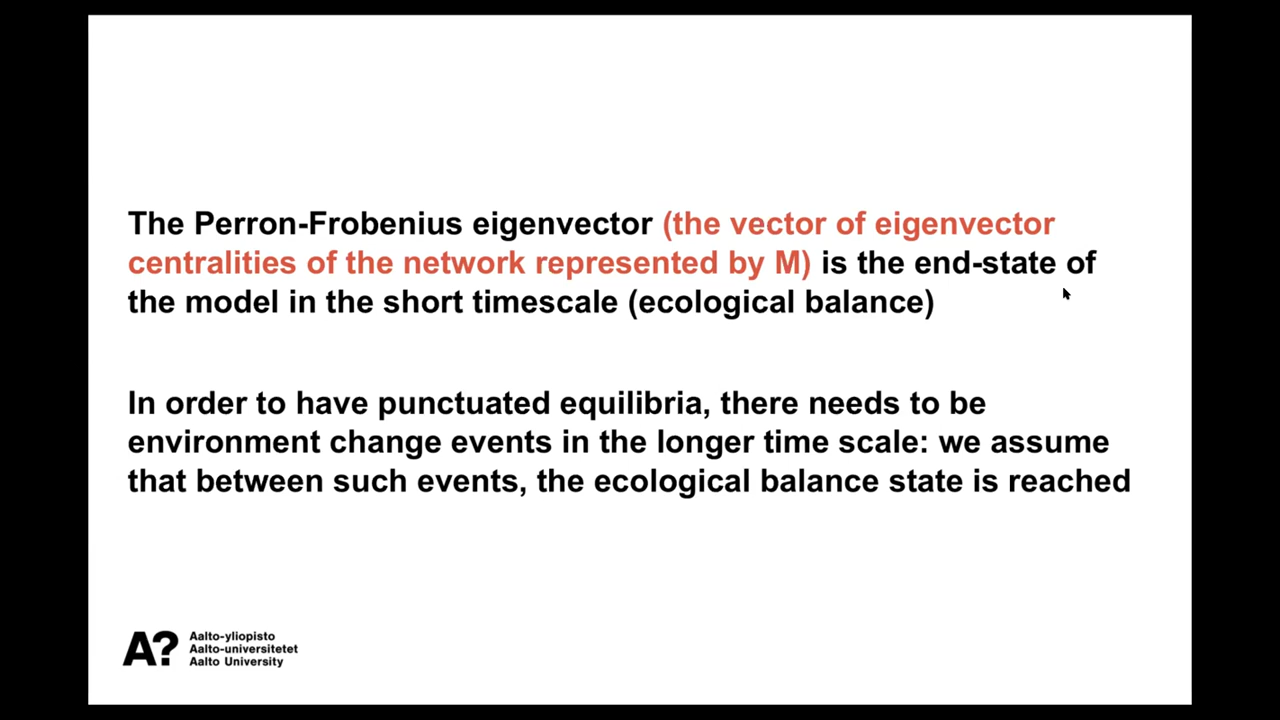 The Perron-Frobenius eigenvector (the vector of eigenvector
centralities of the network represented by M) is the end-state of
the model in the short timescale (ecological balance)
In order to have punctuated equilibria, there needs to be
environment change events in the longer time scale: we assume
that between such events, the ecological balance state is reached
A?
Aalto-yliopisto
Aalto-universitetet
Aalto University